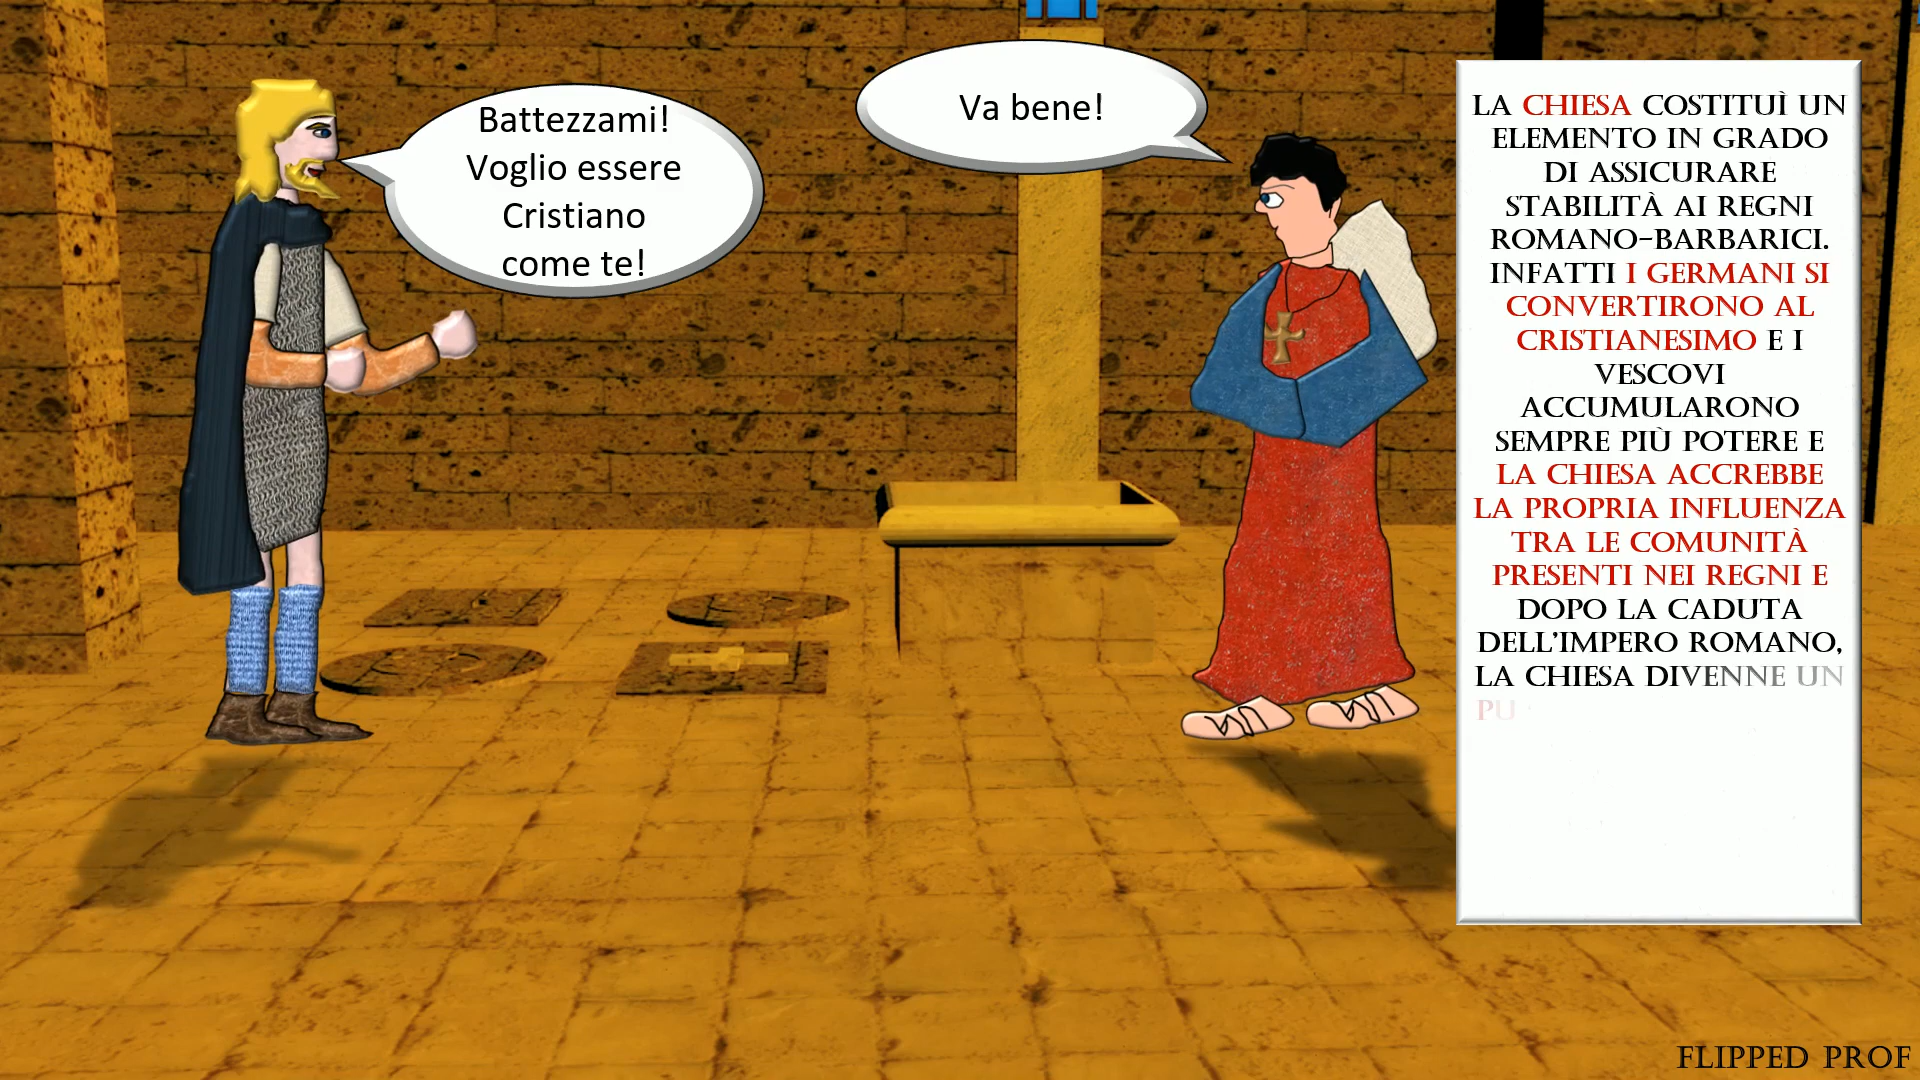 Battezzami!
Voglio essere
Cristiano
come te!
Va bene!
LA CHIESA COSTITUÌ UN
ELEMENTO IN GRADO
DI ASSICURARE
STABILITÀ AI REGNI
ROMANO-BARBARICI.
INFATTI I GERMANI SI
CONVERTIRONO AL
CRISTIANESIMO E I
VESCOVI
ACCUMULARONO
SEMPRE PIÙ POTERE E
LA CHIESA ACCREBBE
LA PROPRIA INFLUENZA
TRA LE COMUNITÀ
PRESENTI NEI REGNI E
DOPO LA CADUTA
DELL'IMPERO ROMANO,
LA CHIESA DIVENNE UN
PU
FLIPPED PROF